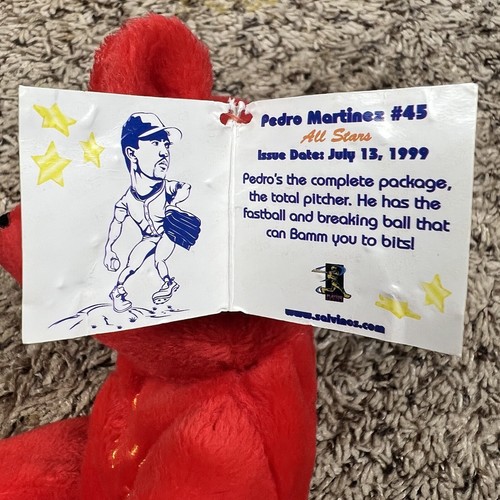 Pedro Martinez #45
All Stars
Issue Date: July 13, 1999
Pedro's the complete package,
the total pitcher. He has the
fastball and breaking ball that
can Bamm you to bits!
www.salvinos.com